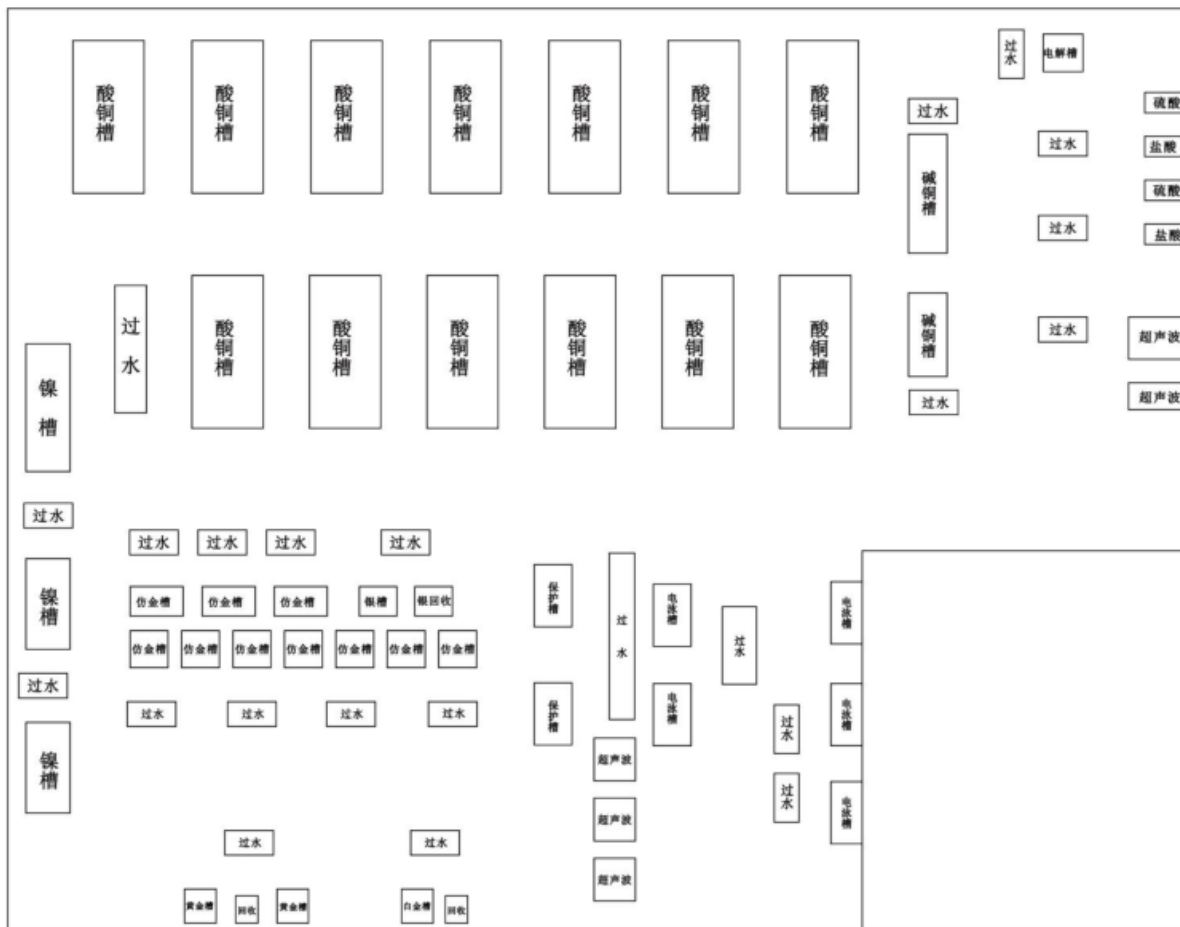 过水
电解槽
酸铜槽
酸铜槽
酸铜槽
酸铜槽
酸铜槽
酸铜槽
酸铜槽
过水
硫酸
过水
盐酸
碱铜槽
硫酸
过水
盐酸
过水
酸铜槽
酸铜槽
酸铜槽
酸铜槽
酸铜槽
酸铜槽
碱铜槽
过水
超声波
镍槽
过水
超声波
过水
过水
过水
过水
过水
仿金槽
仿金槽
仿金槽
银槽
银回收
保护槽
过水
电泳槽
过水
电泳槽
镍槽
仿金槽
仿金槽
仿金槽
仿金槽
仿金槽
仿金槽
仿金槽
过水
过水
过水
过水
过水
保护槽
电泳槽
过水
电泳槽
镍槽
超声波
过水
电泳槽
超声波
过水
过水
超声波
黄金槽
回收
黄金槽
白金槽
回收